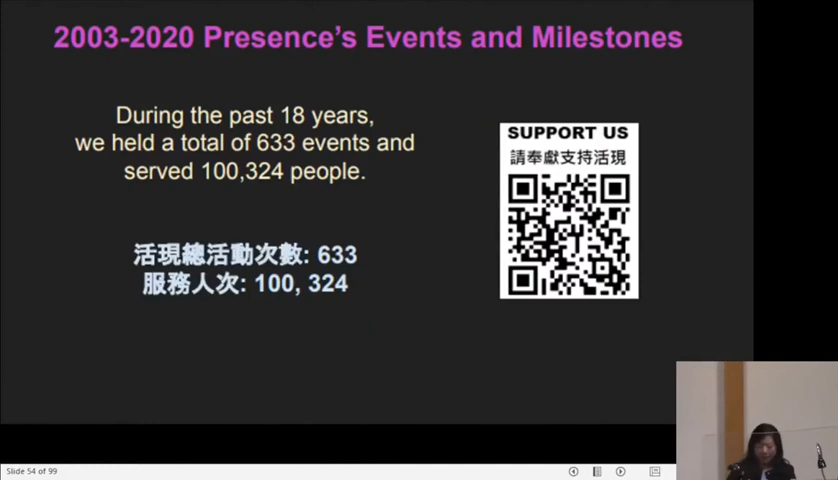 2003-2020 Presence's Events and Milestones
During the past 18 years,
we held a total of 633 events and
served 100,324 people.
活現總活動次數: 633
服務人次: 100, 324
SUPPORT US
請奉獻支持活現
Slide 54 of 99